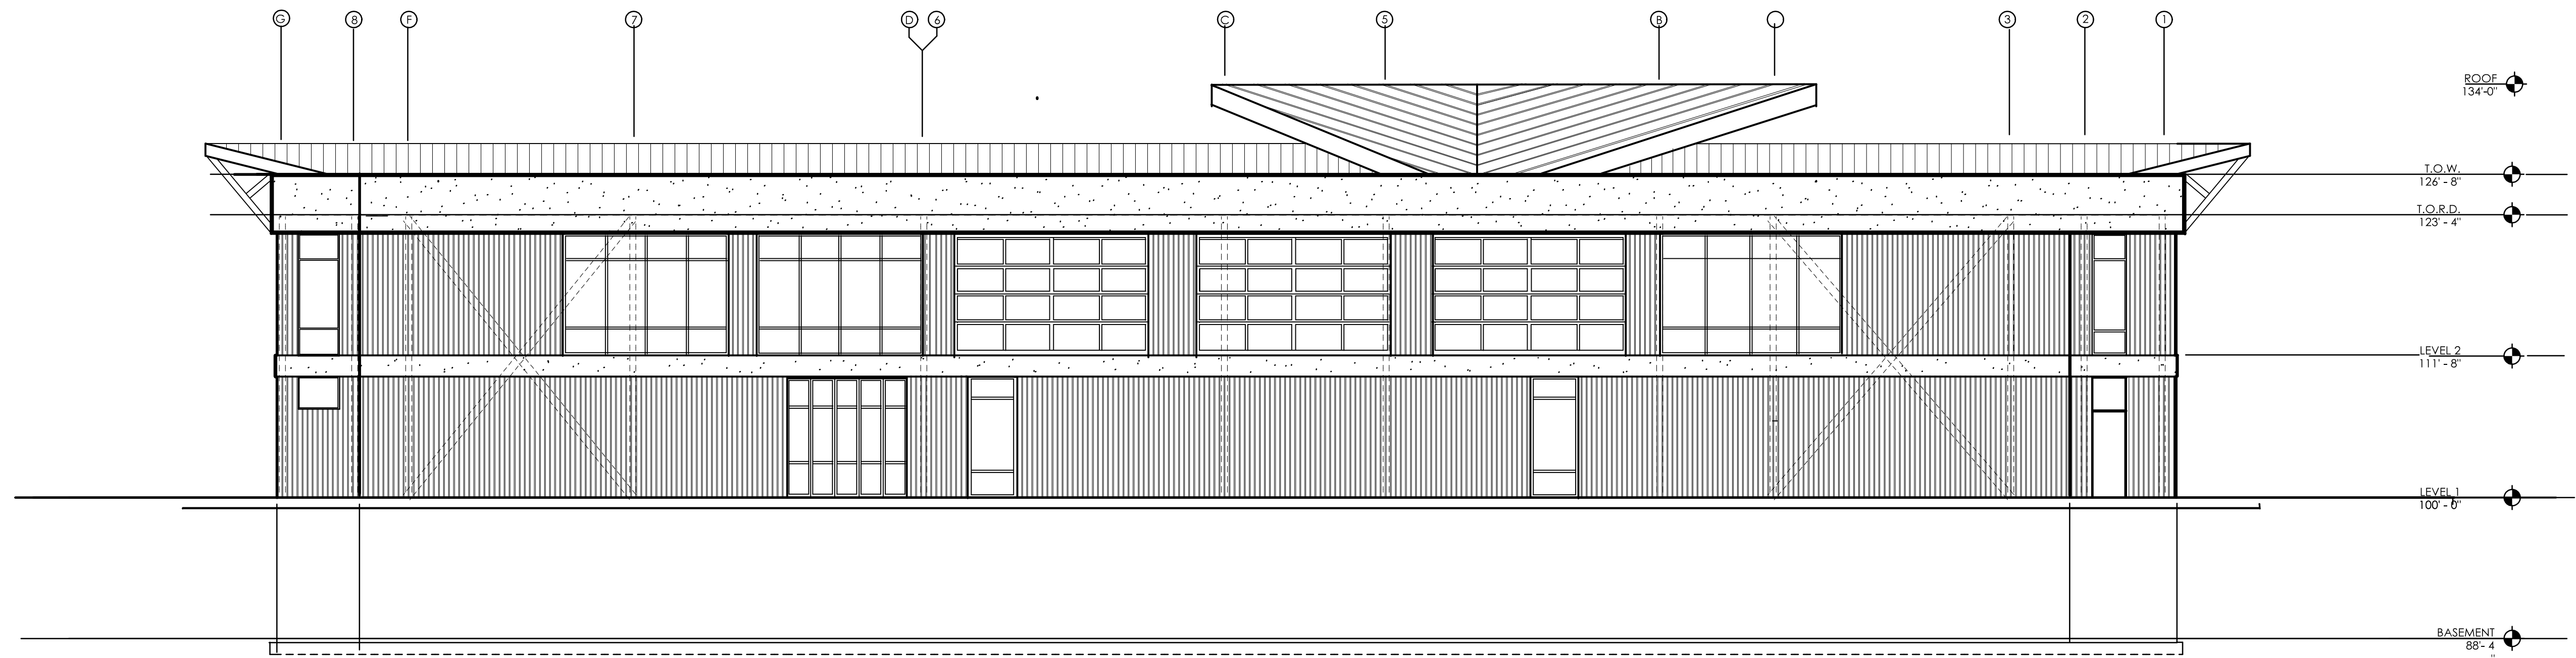 G 8 F 7 D 6 C 5 B 3 2 1
ROOF
134'-0"
T.O.W.
126' - 8"
T.O.R.D.
123' - 4"
LEVEL 2
111' - 8"
LEVEL 1
100' - 0"
BASEMENT
88'- 4
"